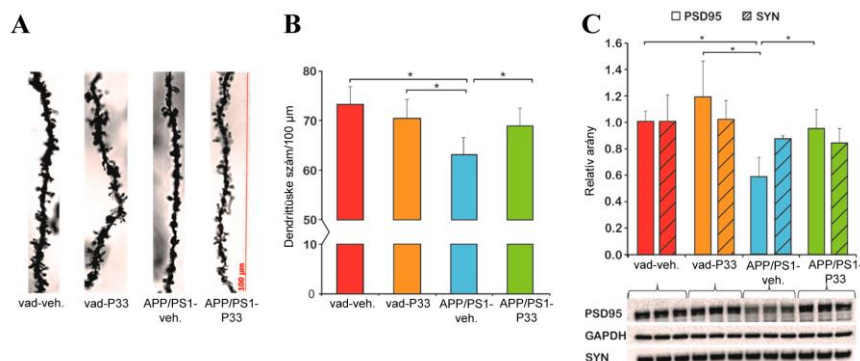 A
vad-veh.
vad-P33
APP/PS1-
veh.
APP/PS1-
P33
100 µm
B
Dendrittüske szám/100 µm
80
70
60
50
10
0
*
*
*
vad-veh.
vad-P33
APP/PS1-
veh.
APP/PS1-
P33
C
PSD95
SYN
Relatív arány
1.6
1.4
1.2
1.0
0.8
0.6
0.4
0.2
0.0
*
*
*
vad-veh.
vad-P33
APP/PS1-
veh.
APP/PS1-
P33
PSD95
GAPDH
SYN